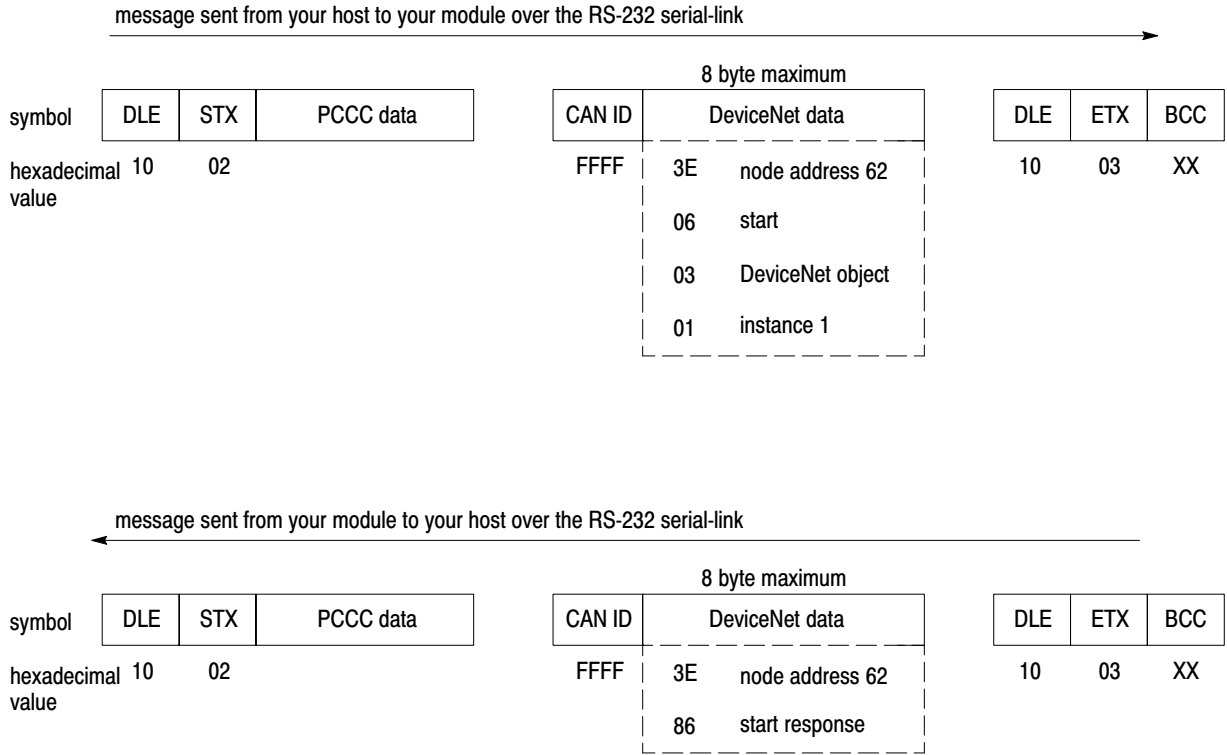 message sent from your host to your module over the RS-232 serial-link
8 byte maximum
symbol DLE STX PCCC data CAN ID DeviceNet data DLE ETX BCC
hexadecimal value 10 02 FFFF 3E node address 62 10 03 XX
06 start
03 DeviceNet object
01 instance 1
message sent from your module to your host over the RS-232 serial-link
8 byte maximum
symbol DLE STX PCCC data CAN ID DeviceNet data DLE ETX BCC
hexadecimal value 10 02 FFFF 3E node address 62 10 03 XX
86 start response